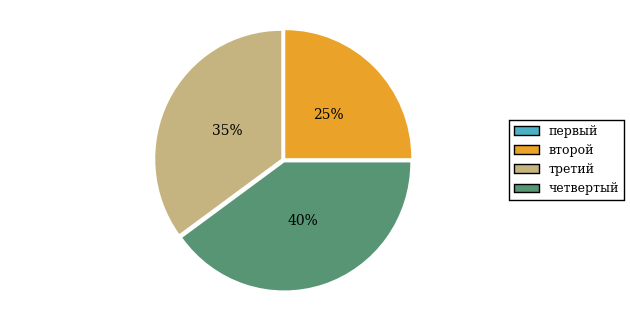 25%
35%
40%
первый
второй
третий
четвертый